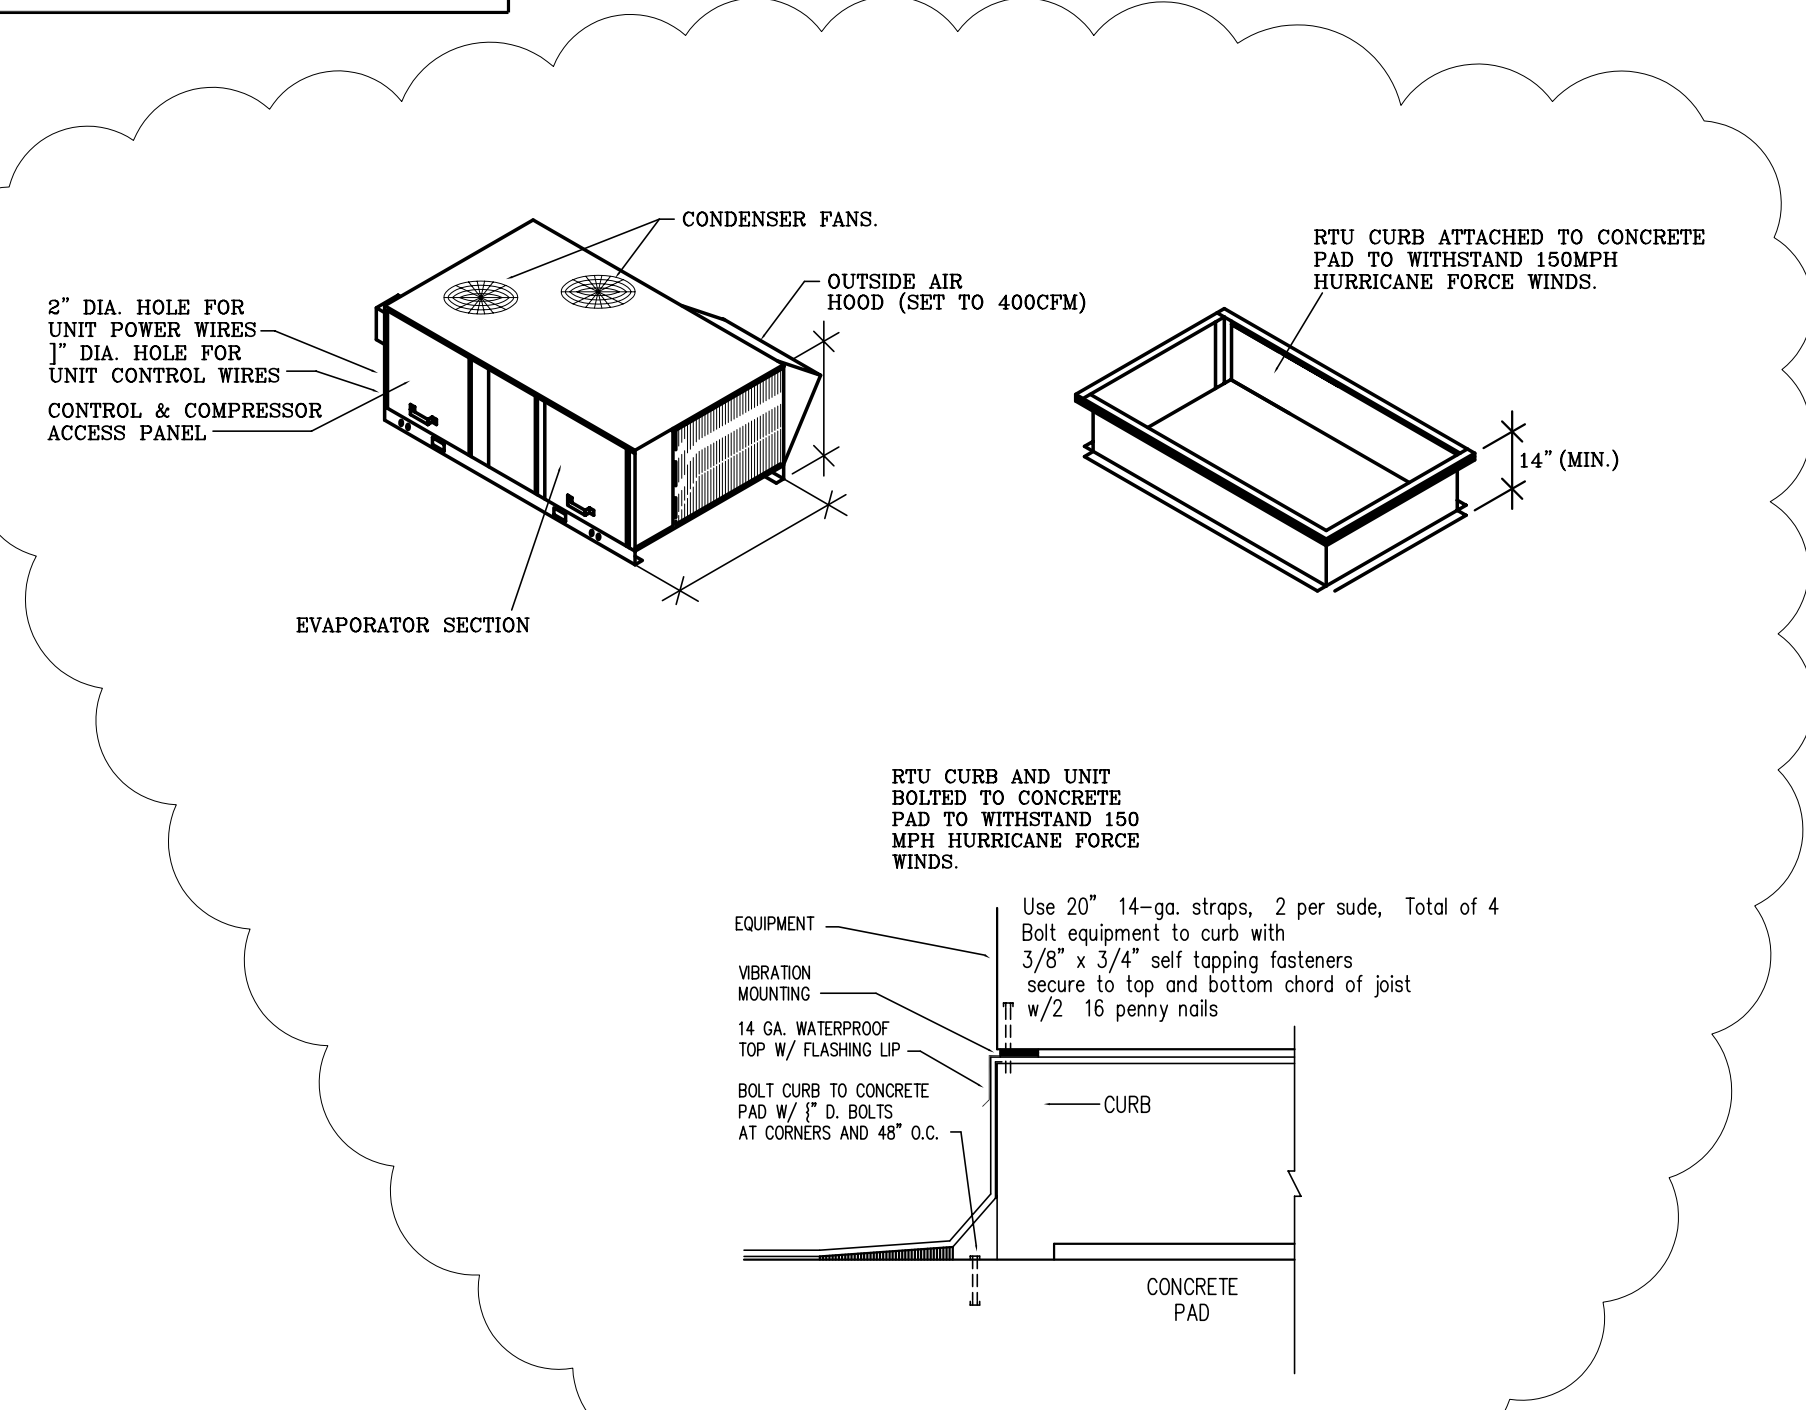 CONDENSER FANS.
OUTSIDE AIR
HOOD (SET TO 400CFM)
2" DIA. HOLE FOR
UNIT POWER WIRES
]" DIA. HOLE FOR
UNIT CONTROL WIRES
CONTROL & COMPRESSOR
ACCESS PANEL
EVAPORATOR SECTION
RTU CURB ATTACHED TO CONCRETE
PAD TO WITHSTAND 150MPH
HURRICANE FORCE WINDS.
14" (MIN.)
RTU CURB AND UNIT
BOLTED TO CONCRETE
PAD TO WITHSTAND 150
MPH HURRICANE FORCE
WINDS.
Use 20" 14-ga. straps, 2 per sude, Total of 4
Bolt equipment to curb with
3/8" x 3/4" self tapping fasteners
secure to top and bottom chord of joist
w/2 16 penny nails
EQUIPMENT
VIBRATION
MOUNTING
14 GA. WATERPROOF
TOP W/ FLASHING LIP
BOLT CURB TO CONCRETE
PAD W/ {" D. BOLTS
AT CORNERS AND 48" O.C.
CURB
CONCRETE
PAD